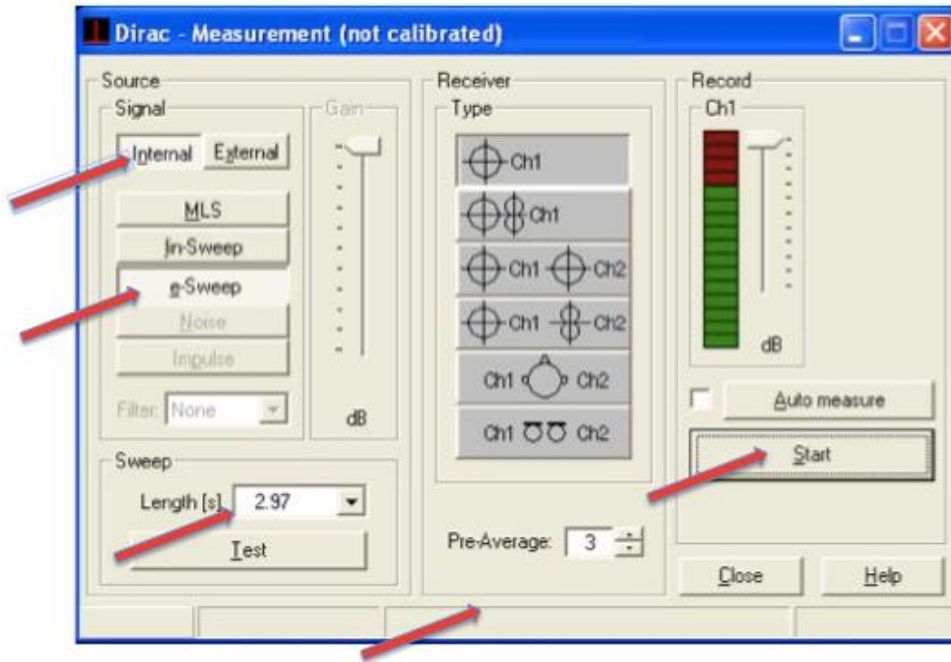 Dirac - Measurement (not calibrated)
Source
Signal
Internal External
MLS
lin-Sweep
e-Sweep
Noise
Impulse
Filter: None
Gain
dB
Sweep
Length [s] 2.97
Test
Receiver
Type
Ch1
Ch1
Ch1 Ch2
Ch1 Ch2
Ch1 Ch2
Ch1 Ch2
Pre-Average: 3
Record
Ch1
dB
Auto measure
Start
Close Help